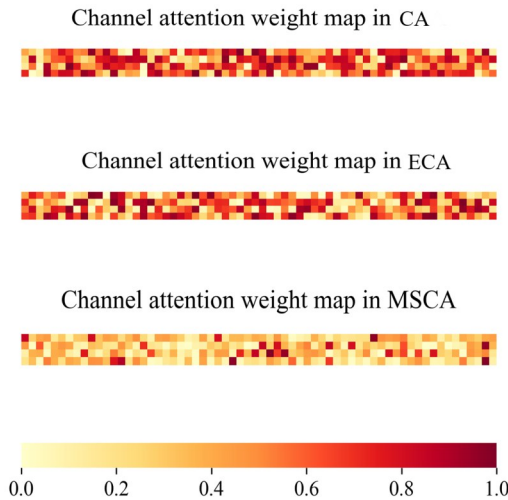 Channel attention weight map in CA
Channel attention weight map in ECA
Channel attention weight map in MSCA
0.0 0.2 0.4 0.6 0.8 1.0